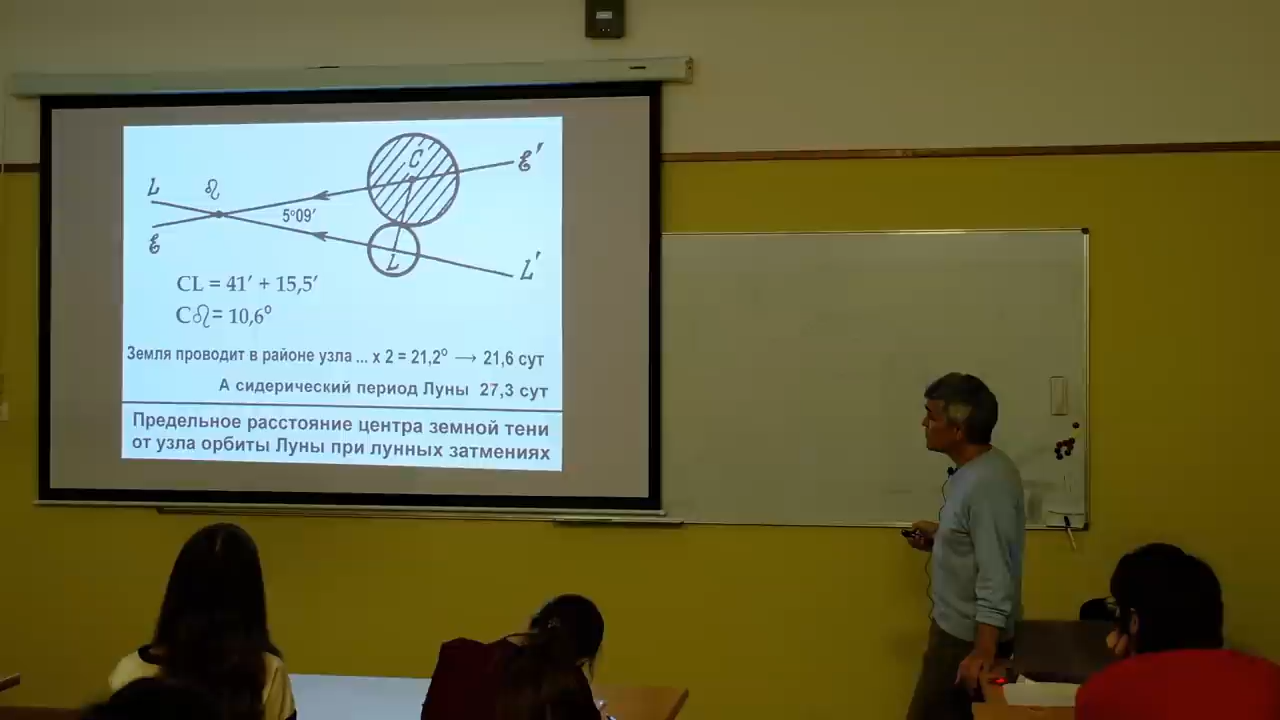 C
ℰ′
L
☊
5°09′
ℰ
L
L′
CL = 41′ + 15,5′
C☊ = 10,6°
Земля проводит в районе узла ... x 2 = 21,2° → 21,6 сут
А сидерический период Луны 27,3 сут
Предельное расстояние центра земной тени
от узла орбиты Луны при лунных затмениях